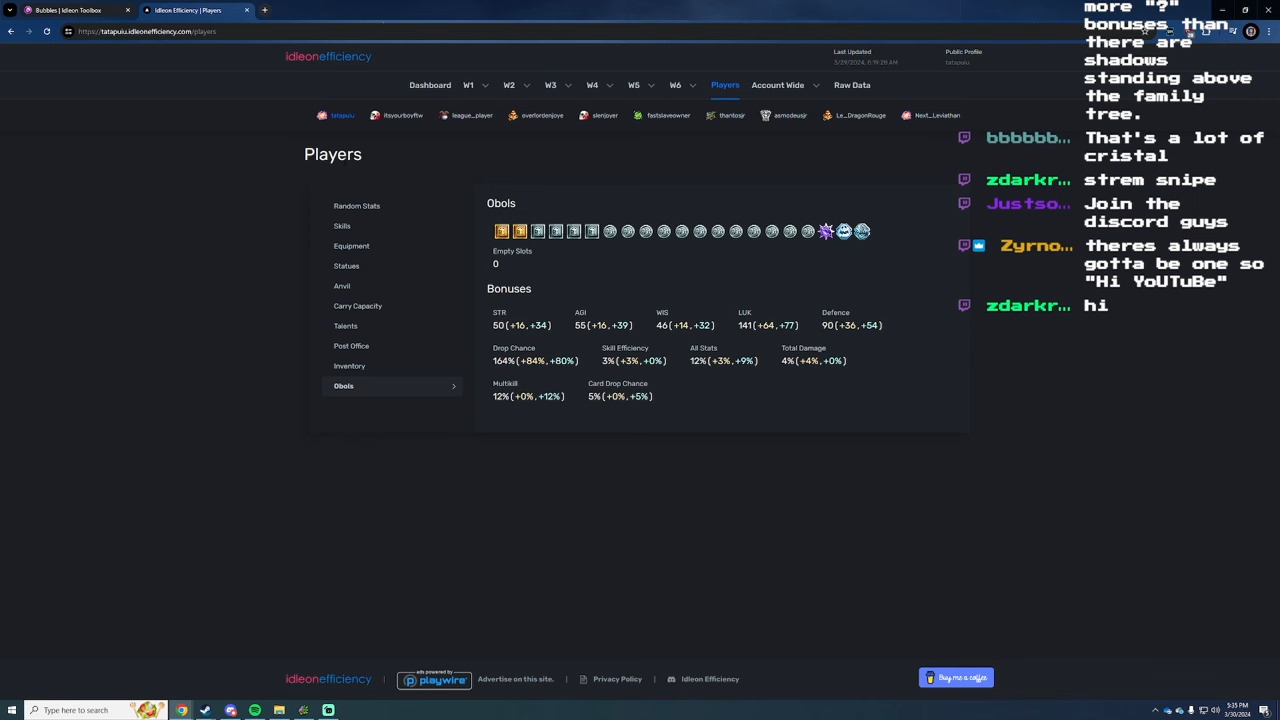 Bubbles | Idleon Toolbox
Idleon Efficiency | Players
https://tatapuiu.idleonefficiency.com/players
idleonefficiency
Last Updated
3/29/2024, 8:19:28 AM
Public Profile
tatapuiu
Dashboard W1 W2 W3 W4 W5 W6 Players Account Wide Raw Data
tatapuiu itsyourboyftw league_player overlordenjoye slenjoyer fastslaveowner thantosjr asmodeusjr Le_DragonRouge Next_Leviathan
Players
Random Stats
Skills
Equipment
Statues
Anvil
Carry Capacity
Talents
Post Office
Inventory
Obols
Obols
Empty Slots
0
Bonuses
STR
50(+16,+34)
AGI
55(+16,+39)
WIS
46(+14,+32)
LUK
141(+64,+77)
Defence
90(+36,+54)
Drop Chance
164%(+84%,+80%)
Skill Efficiency
3%(+3%,+0%)
All Stats
12%(+3%,+9%)
Total Damage
4%(+4%,+0%)
Multikill
12%(+0%,+12%)
Card Drop Chance
5%(+0%,+5%)
more "?"
bonuses than
there are
shadows
standing above
the family
tree.
bbbbbb... That's a lot of
cristal
zdarkr... strem snipe
Justso... Join the
discord guys
Zyrno... theres always
gotta be one so
"Hi YoUTuBe"
zdarkr... hi
idleonefficiency
ads powered by
playwire
Advertise on this site.
Privacy Policy
Idleon Efficiency
Buy me a coffee
Type here to search
5:35 PM
3/30/2024